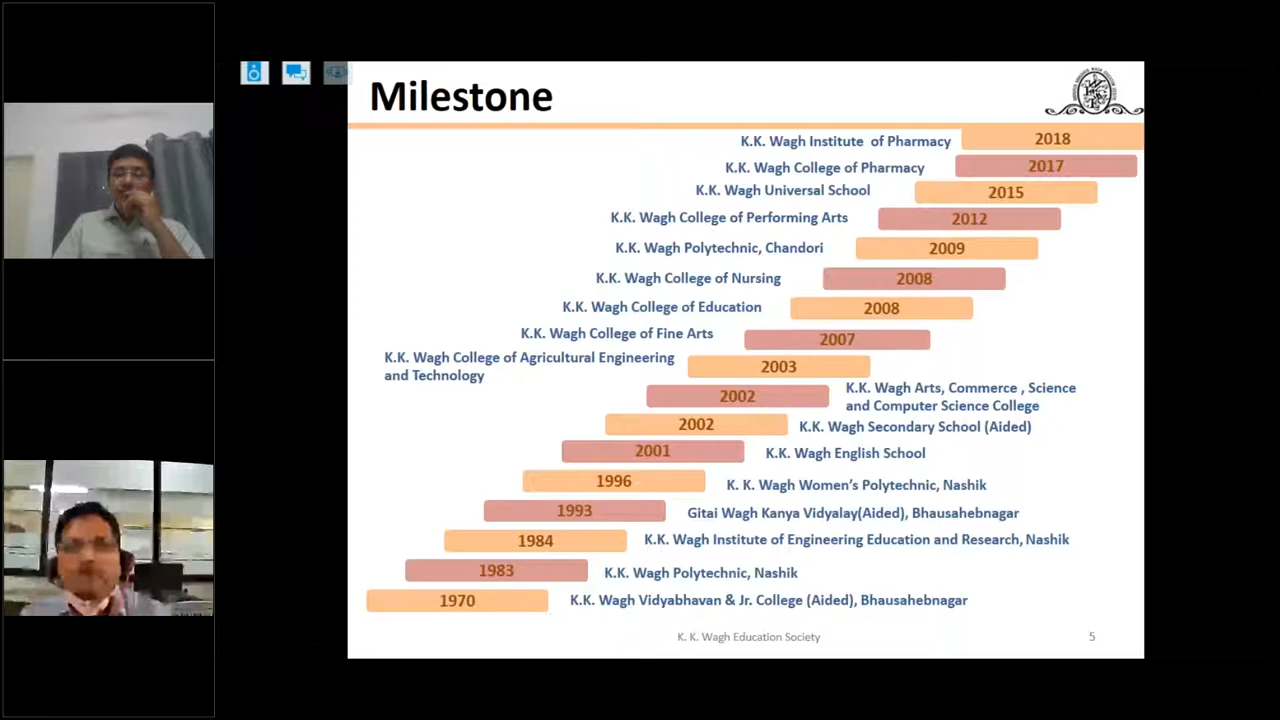 Milestone
K.K. Wagh Institute of Pharmacy 2018
K.K. Wagh College of Pharmacy 2017
K.K. Wagh Universal School 2015
K.K. Wagh College of Performing Arts 2012
K.K. Wagh Polytechnic, Chandori 2009
K.K. Wagh College of Nursing 2008
K.K. Wagh College of Education 2008
K.K. Wagh College of Fine Arts 2007
K.K. Wagh College of Agricultural Engineering
and Technology 2003
2002 K.K. Wagh Arts, Commerce , Science
and Computer Science College
2002 K.K. Wagh Secondary School (Aided)
2001 K.K. Wagh English School
1996 K. K. Wagh Women's Polytechnic, Nashik
1993 Gitai Wagh Kanya Vidyalay(Aided), Bhausahebnagar
1984 K.K. Wagh Institute of Engineering Education and Research, Nashik
1983 K.K. Wagh Polytechnic, Nashik
1970 K.K. Wagh Vidyabhavan & Jr. College (Aided), Bhausahebnagar
K. K. Wagh Education Society 5